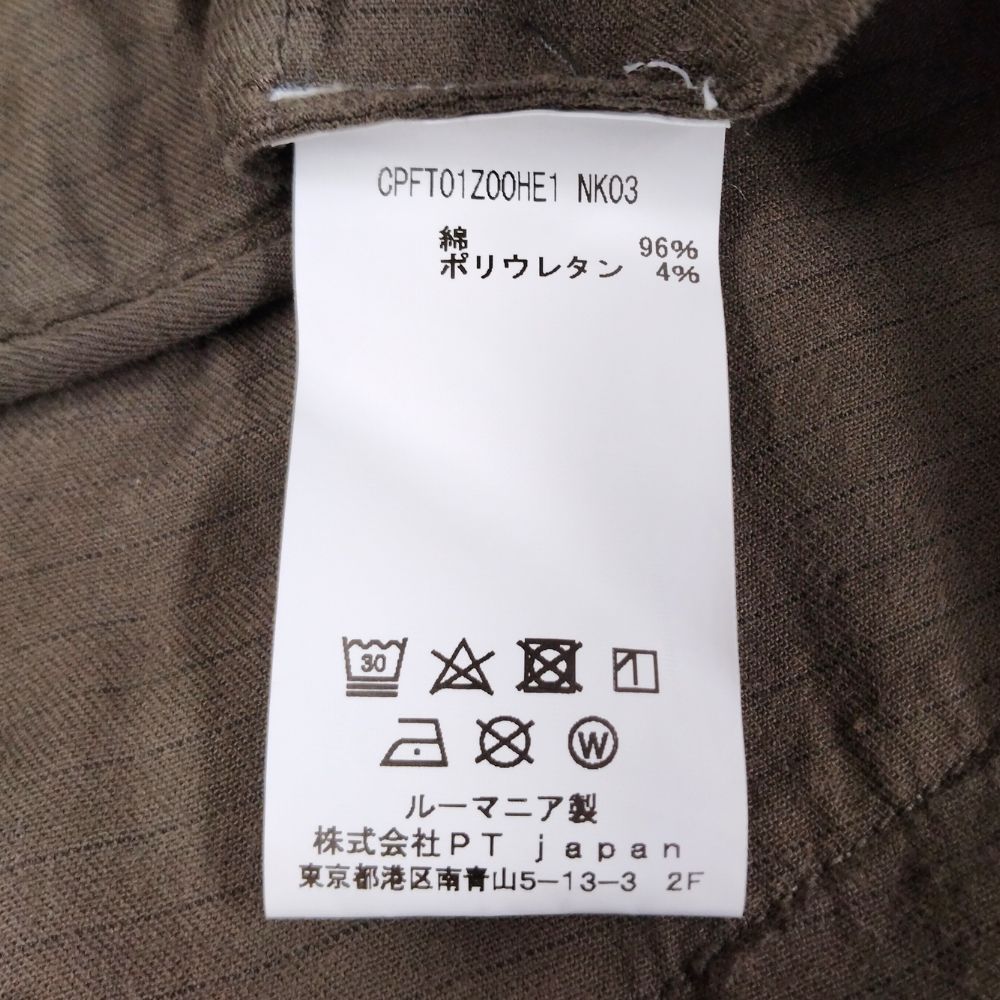 CPFT01Z00HE1 NK03
綿 96%
ポリウレタン 4%
30
W
ルーマニア製
株式会社PT japan
東京都港区南青山5-13-3 2F